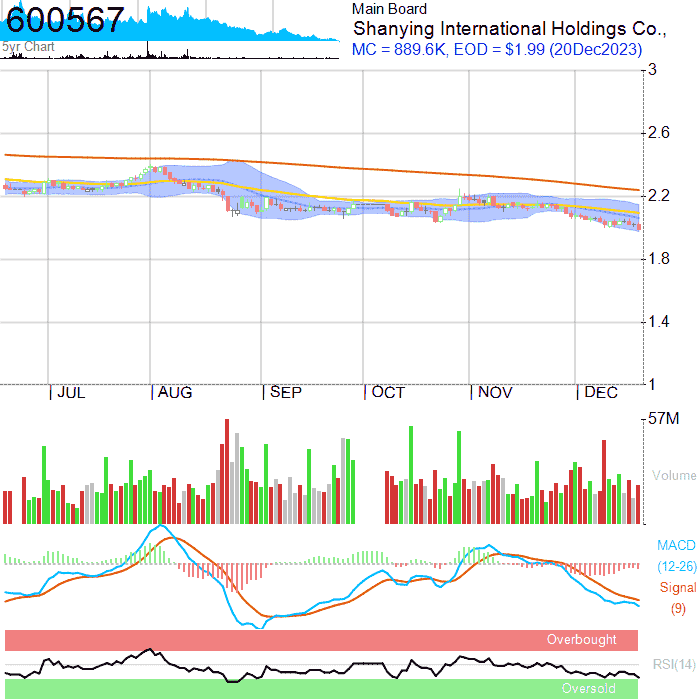 600567
5yr Chart
Main Board
Shanying International Holdings Co.,
MC = 889.6K, EOD = $1.99 (20Dec2023)
3
2.6
2.2
1.8
1.4
1
JUL AUG SEP OCT NOV DEC
57M
Volume
MACD
(12-26)
Signal
(9)
Overbought
RSI(14)
Oversold